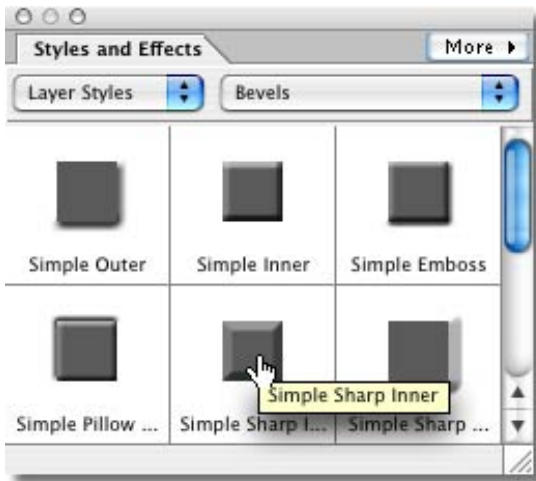 Styles and Effects
More
Layer Styles
Bevels
Simple Outer
Simple Inner
Simple Emboss
Simple Sharp Inner
Simple Pillow ...
Simple Sharp I...
Simple Sharp ...